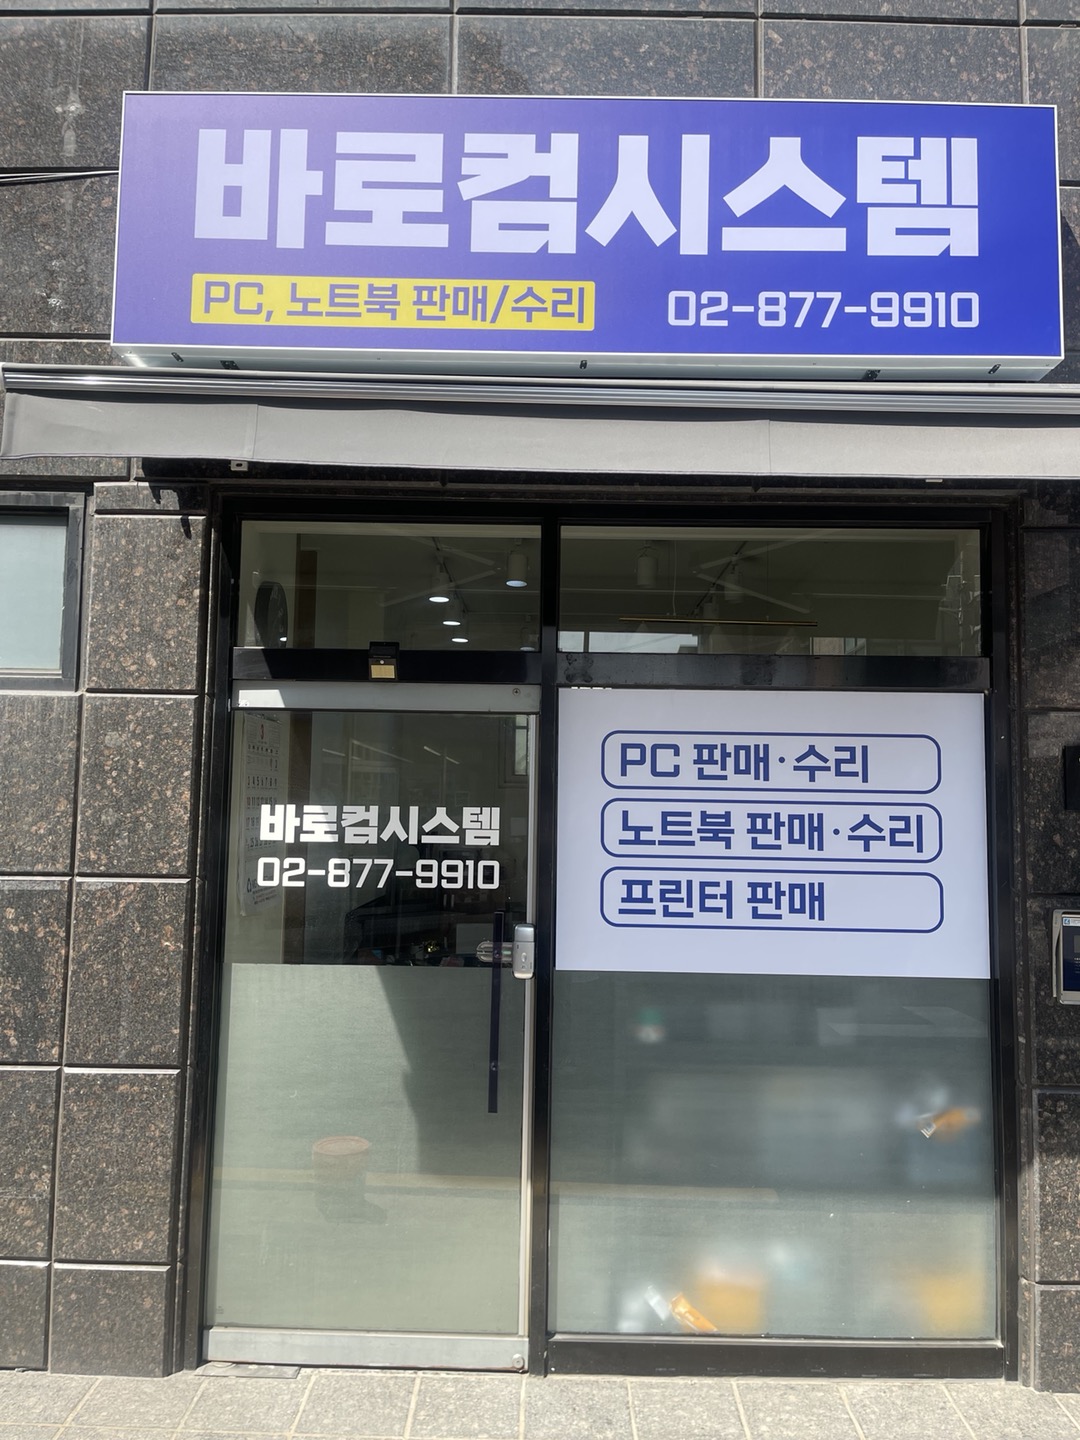 바로컴시스템
PC, 노트북 판매/수리
02-877-9910
바로컴시스템
02-877-9910
PC 판매·수리
노트북 판매·수리
프린터 판매